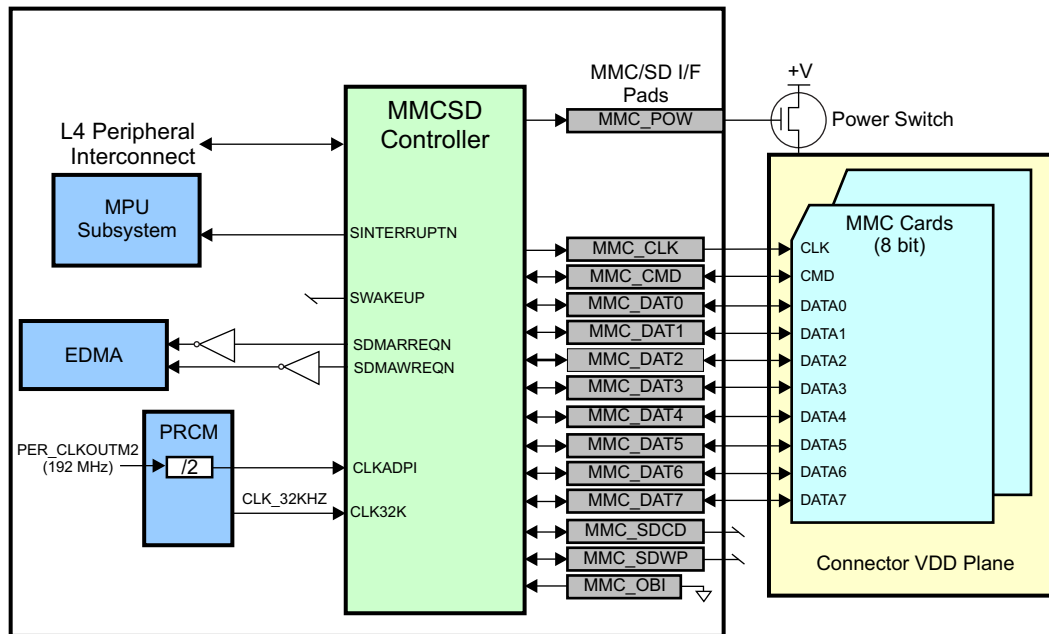 MMC/SD I/F
Pads
+V
MMCSD
Controller
MMC_POW
Power Switch
L4 Peripheral
Interconnect
MPU
Subsystem
SINTERRUPTN
SWAKEUP
EDMA
SDMARREQN
SDMAWREQN
PRCM
PER_CLKOUTM2
(192 MHz)
/2
CLKADPI
CLK_32KHZ
CLK32K
MMC_CLK
MMC_CMD
MMC_DAT0
MMC_DAT1
MMC_DAT2
MMC_DAT3
MMC_DAT4
MMC_DAT5
MMC_DAT6
MMC_DAT7
MMC_SDCD
MMC_SDWP
MMC_OBI
MMC Cards
(8 bit)
CLK
CMD
DATA0
DATA1
DATA2
DATA3
DATA4
DATA5
DATA6
DATA7
Connector VDD Plane